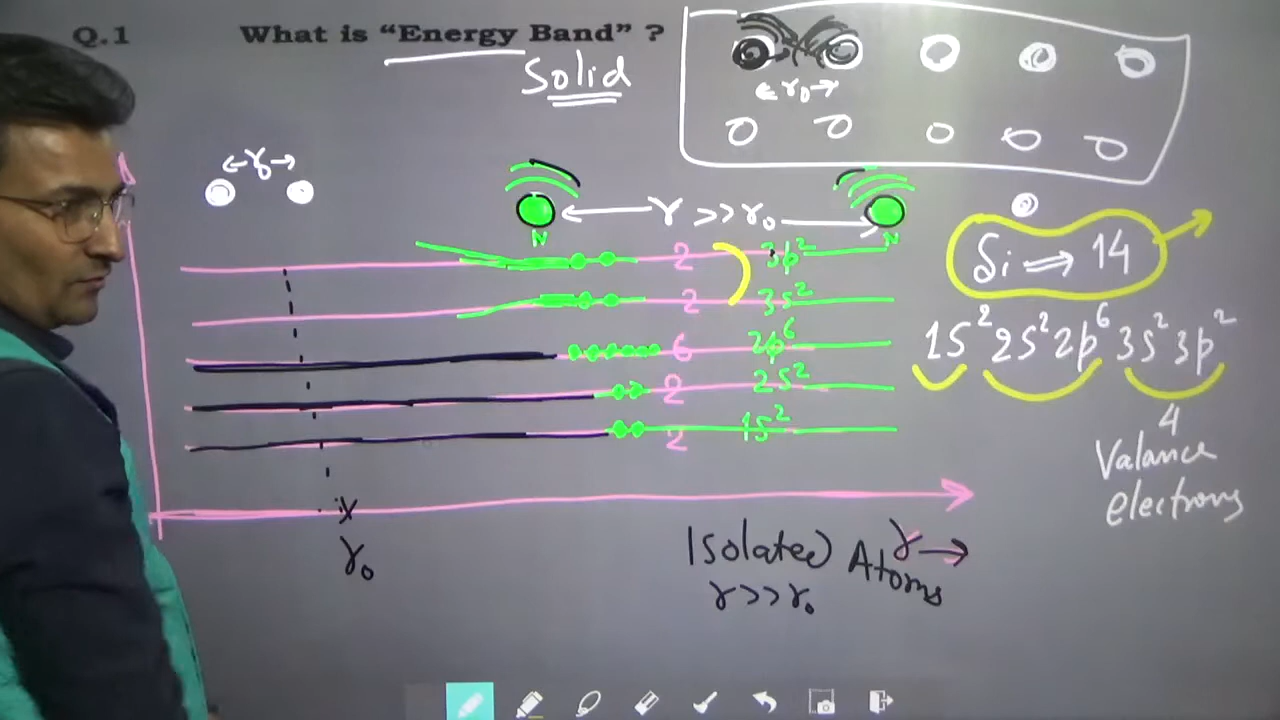 Q.1 What is “Energy Band” ?
Solid
←r₀→
←r→
← r >> r₀ →
N N
2 3p²
2 3s²
6 2p⁶
2 2s²
2 1s²
Si ⇒ 14
1s² 2s² 2p⁶ 3s² 3p²
4
Valance
electrons
r₀
Isolated Atoms
r >> r₀
r →